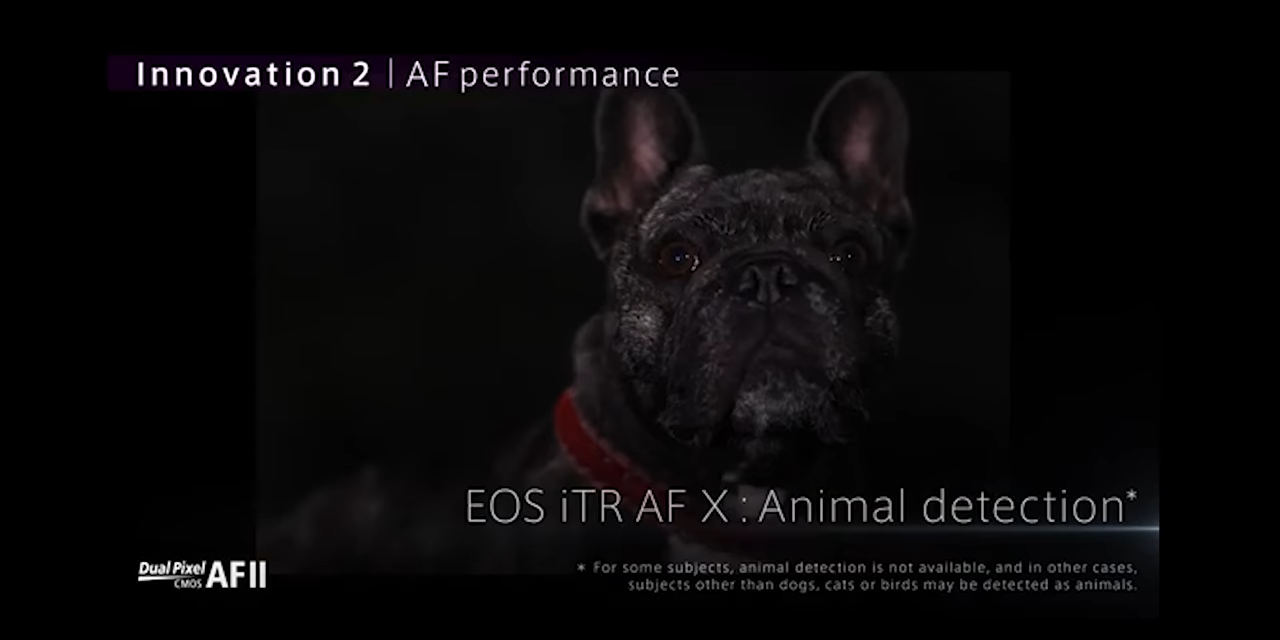 Innovation 2 | AF performance
EOS iTR AF X : Animal detection*
Dual Pixel
CMOS AF II
* For some subjects, animal detection is not available, and in other cases,
subjects other than dogs, cats or birds may be detected as animals.